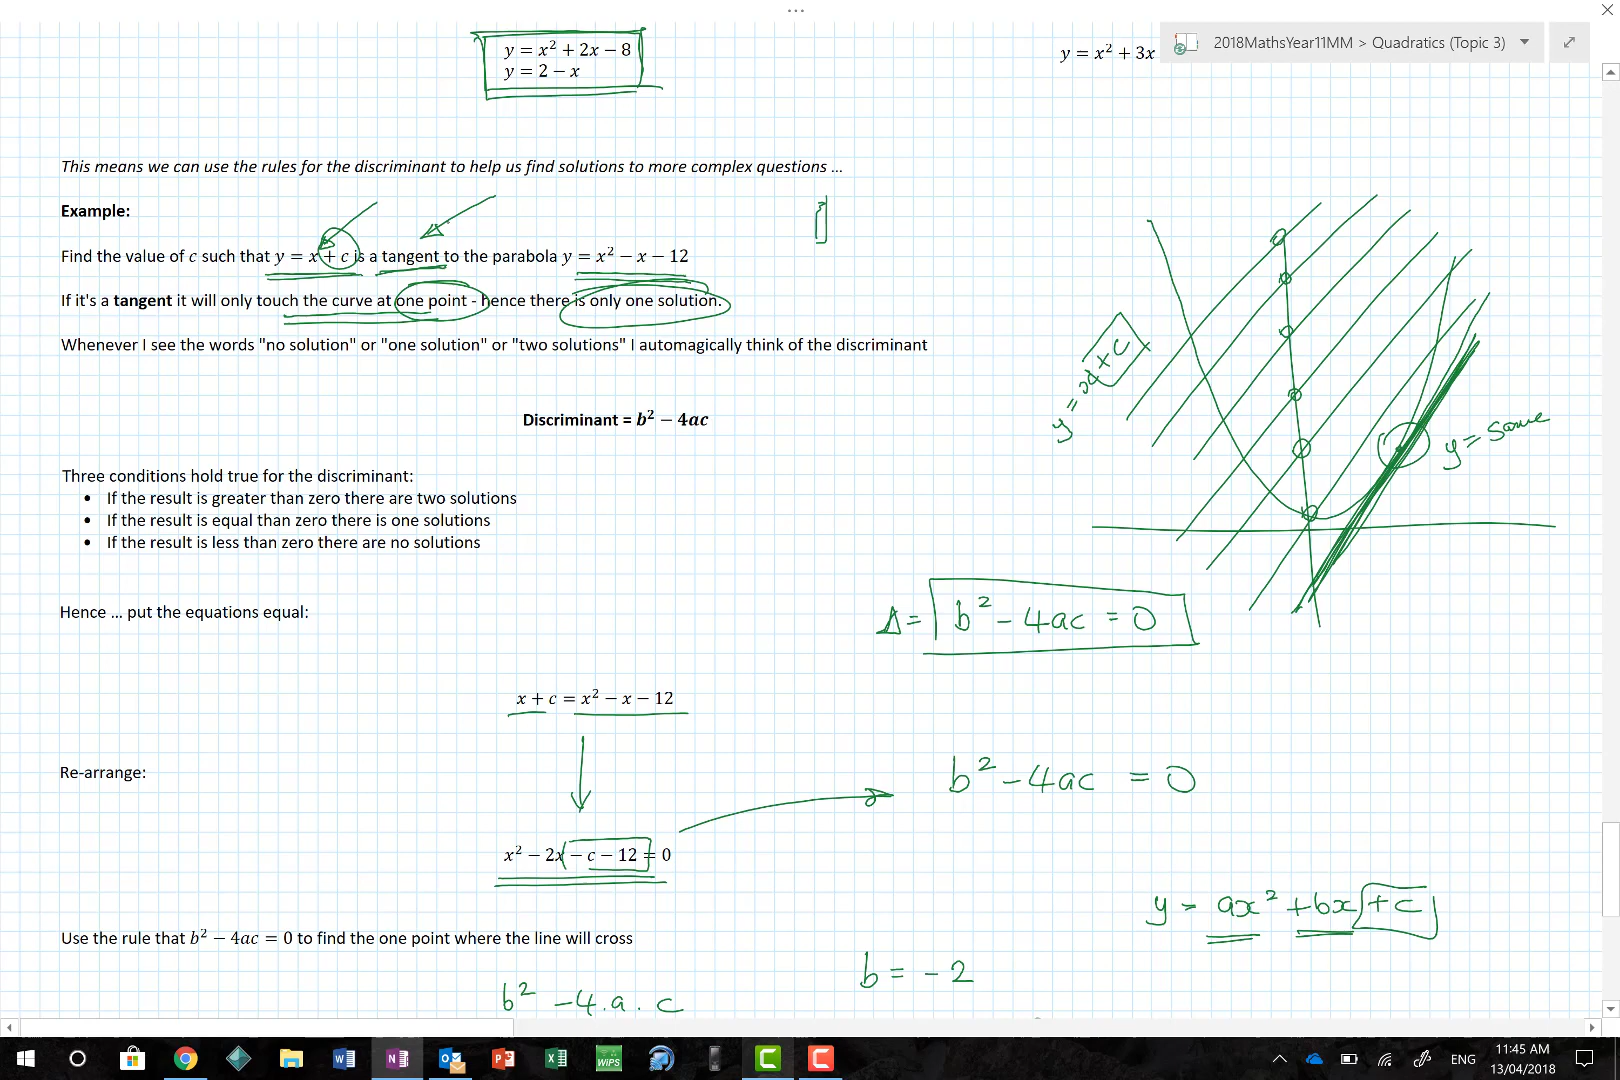 y = x² + 2x − 8
y = 2 − x
y = x² + 3x
2018MathsYear11MM > Quadratics (Topic 3)
This means we can use the rules for the discriminant to help us find solutions to more complex questions ...
Example:
Find the value of c such that y = x + c is a tangent to the parabola y = x² − x − 12
If it's a tangent it will only touch the curve at one point - hence there is only one solution.
Whenever I see the words "no solution" or "one solution" or "two solutions" I automagically think of the discriminant
y = x + c
y = same
Discriminant = b² − 4ac
Three conditions hold true for the discriminant:
• If the result is greater than zero there are two solutions
• If the result is equal than zero there is one solutions
• If the result is less than zero there are no solutions
Hence ... put the equations equal:
Δ = b² − 4ac = 0
x + c = x² − x − 12
Re-arrange:
b² − 4ac = 0
x² − 2x − c − 12 = 0
y = ax² + bx + c
Use the rule that b² − 4ac = 0 to find the one point where the line will cross
b = −2
b² − 4.a.c
WiPS
ENG
11:45 AM
13/04/2018